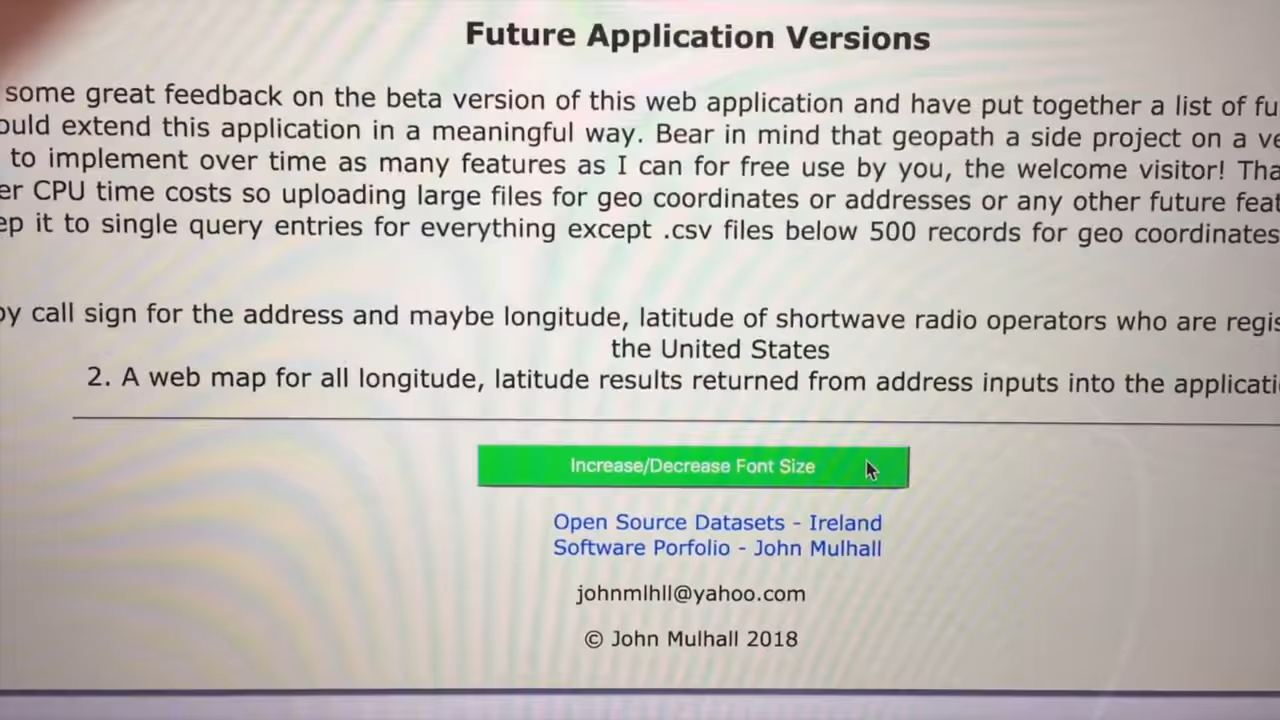 Future Application Versions
some great feedback on the beta version of this web application and have put together a list of fu
ould extend this application in a meaningful way. Bear in mind that geopath a side project on a ve
to implement over time as many features as I can for free use by you, the welcome visitor! Tha
er CPU time costs so uploading large files for geo coordinates or addresses or any other future feat
ep it to single query entries for everything except .csv files below 500 records for geo coordinates
by call sign for the address and maybe longitude, latitude of shortwave radio operators who are regis
the United States
2. A web map for all longitude, latitude results returned from address inputs into the applicati
Increase/Decrease Font Size
Open Source Datasets - Ireland
Software Porfolio - John Mulhall
johnmlhll@yahoo.com
© John Mulhall 2018